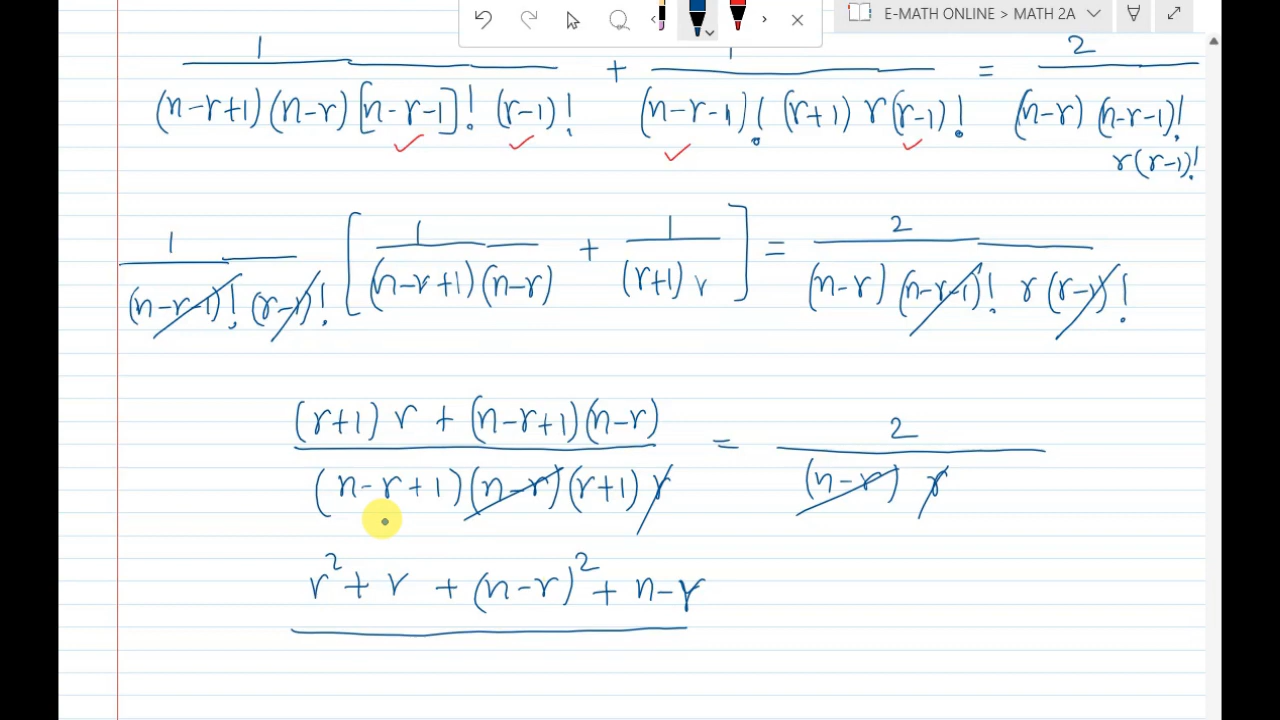 E-MATH ONLINE > MATH 2A
1 / (n-r+1)(n-r)[n-r-1]! (r-1)! + 1 / (n-r-1)! (r+1) r(r-1)! = 2 / (n-r)(n-r-1)! r(r-1)!
1 / (n-r-1)! (r-1)! [ 1 / (n-r+1)(n-r) + 1 / (r+1) r ] = 2 / (n-r)(n-r-1)! r(r-1)!
(r+1) r + (n-r+1)(n-r) / (n-r+1)(n-r)(r+1) r = 2 / (n-r) r
r² + r + (n-r)² + n-r